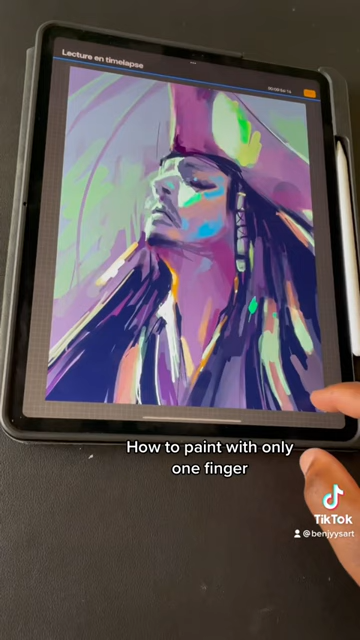 Lecture en timelapse
How to paint with only
one finger
TikTok
@benjyysart